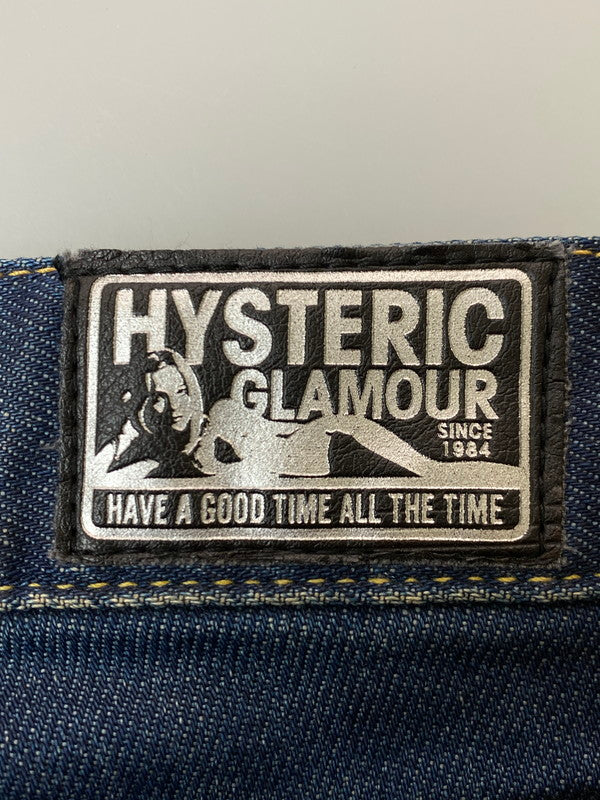 HYSTERIC
GLAMOUR
SINCE
1984
HAVE A GOOD TIME ALL THE TIME